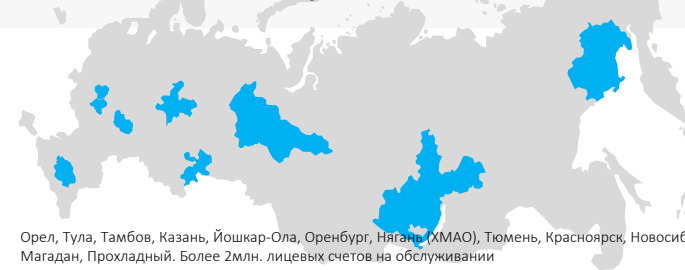 Орел, Тула, Тамбов, Казань, Йошкар-Ола, Оренбург, Нягань (ХМАО), Тюмень, Красноярск, Новосиб
Магадан, Прохладный. Более 2млн. лицевых счетов на обслуживании